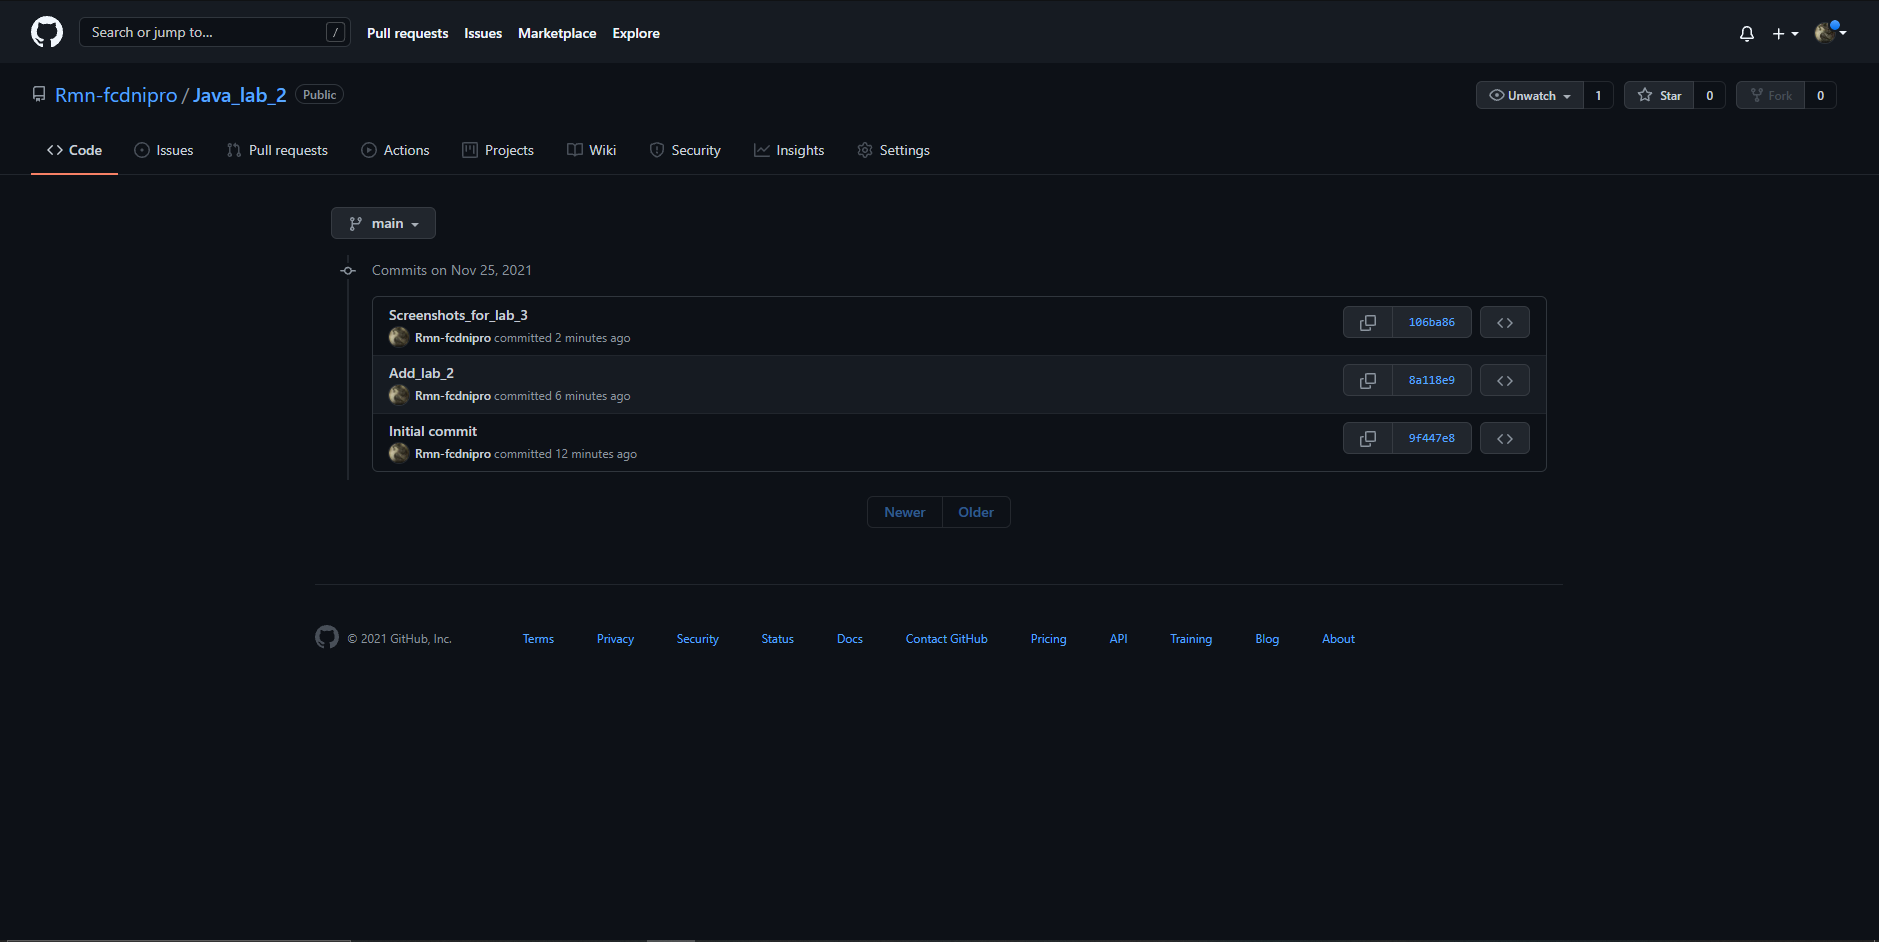 Search or jump to... /
Pull requests Issues Marketplace Explore
Rmn-fcdnipro / Java_lab_2 Public
Unwatch 1 Star 0 Fork 0
Code Issues Pull requests Actions Projects Wiki Security Insights Settings
main
Commits on Nov 25, 2021
Screenshots_for_lab_3
Rmn-fcdnipro committed 2 minutes ago
106ba86
Add_lab_2
Rmn-fcdnipro committed 6 minutes ago
8a118e9
Initial commit
Rmn-fcdnipro committed 12 minutes ago
9f447e8
Newer Older
© 2021 GitHub, Inc. Terms Privacy Security Status Docs Contact GitHub Pricing API Training Blog About